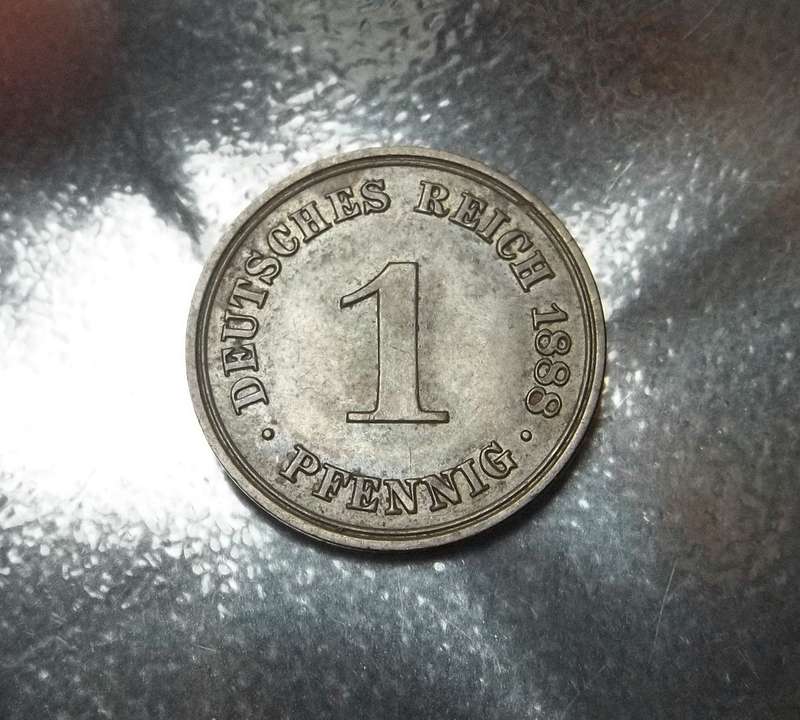 DEUTSCHES REICH 1888
1
· PFENNIG ·